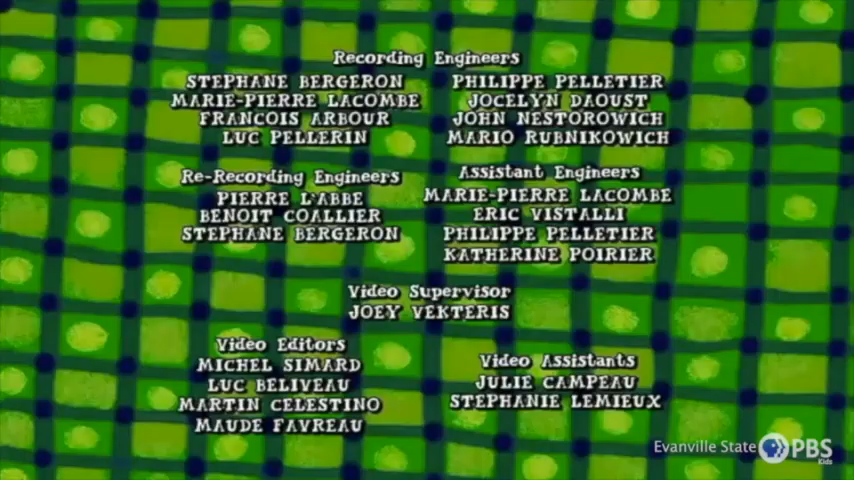 Recording Engineers
STEPHANE BERGERON PHILIPPE PELLETIER
MARIE-PIERRE LACOMBE JOCELYN DAOUST
FRANCOIS ARBOUR JOHN NESTOROWICH
LUC PELLERIN MARIO RUBNIKOWICH
Re-Recording Engineers
PIERRE L'ABBE
BENOIT COALLIER
STEPHANE BERGERON
Assistant Engineers
MARIE-PIERRE LACOMBE
ERIC VISTALLI
PHILIPPE PELLETIER
KATHERINE POIRIER
Video Supervisor
JOEY VEKTERIS
Video Editors
MICHEL SIMARD
LUC BELIVEAU
MARTIN CELESTINO
MAUDE FAVREAU
Video Assistants
JULIE CAMPEAU
STEPHANIE LEMIEUX
Evanville State PBS
Kids